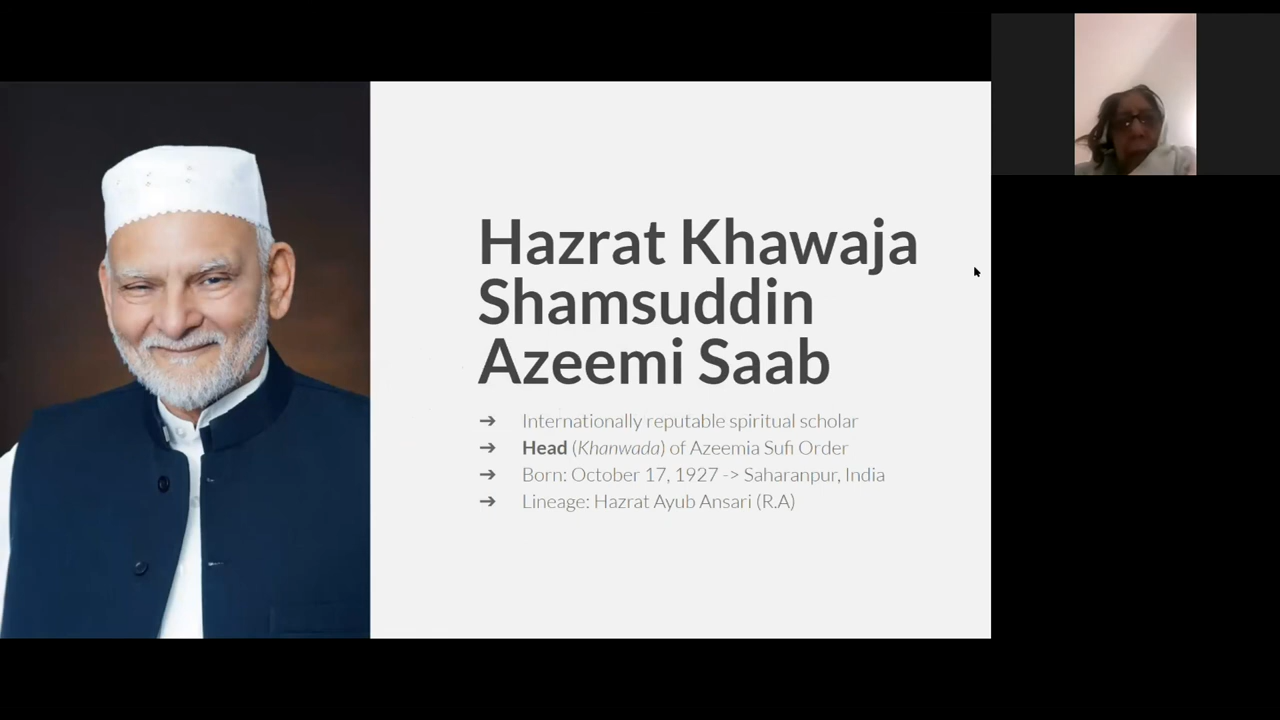 Hazrat Khawaja
Shamsuddin
Azeemi Saab
➔ Internationally reputable spiritual scholar
➔ Head (Khanwada) of Azeemia Sufi Order
➔ Born: October 17, 1927 -> Saharanpur, India
➔ Lineage: Hazrat Ayub Ansari (R.A)